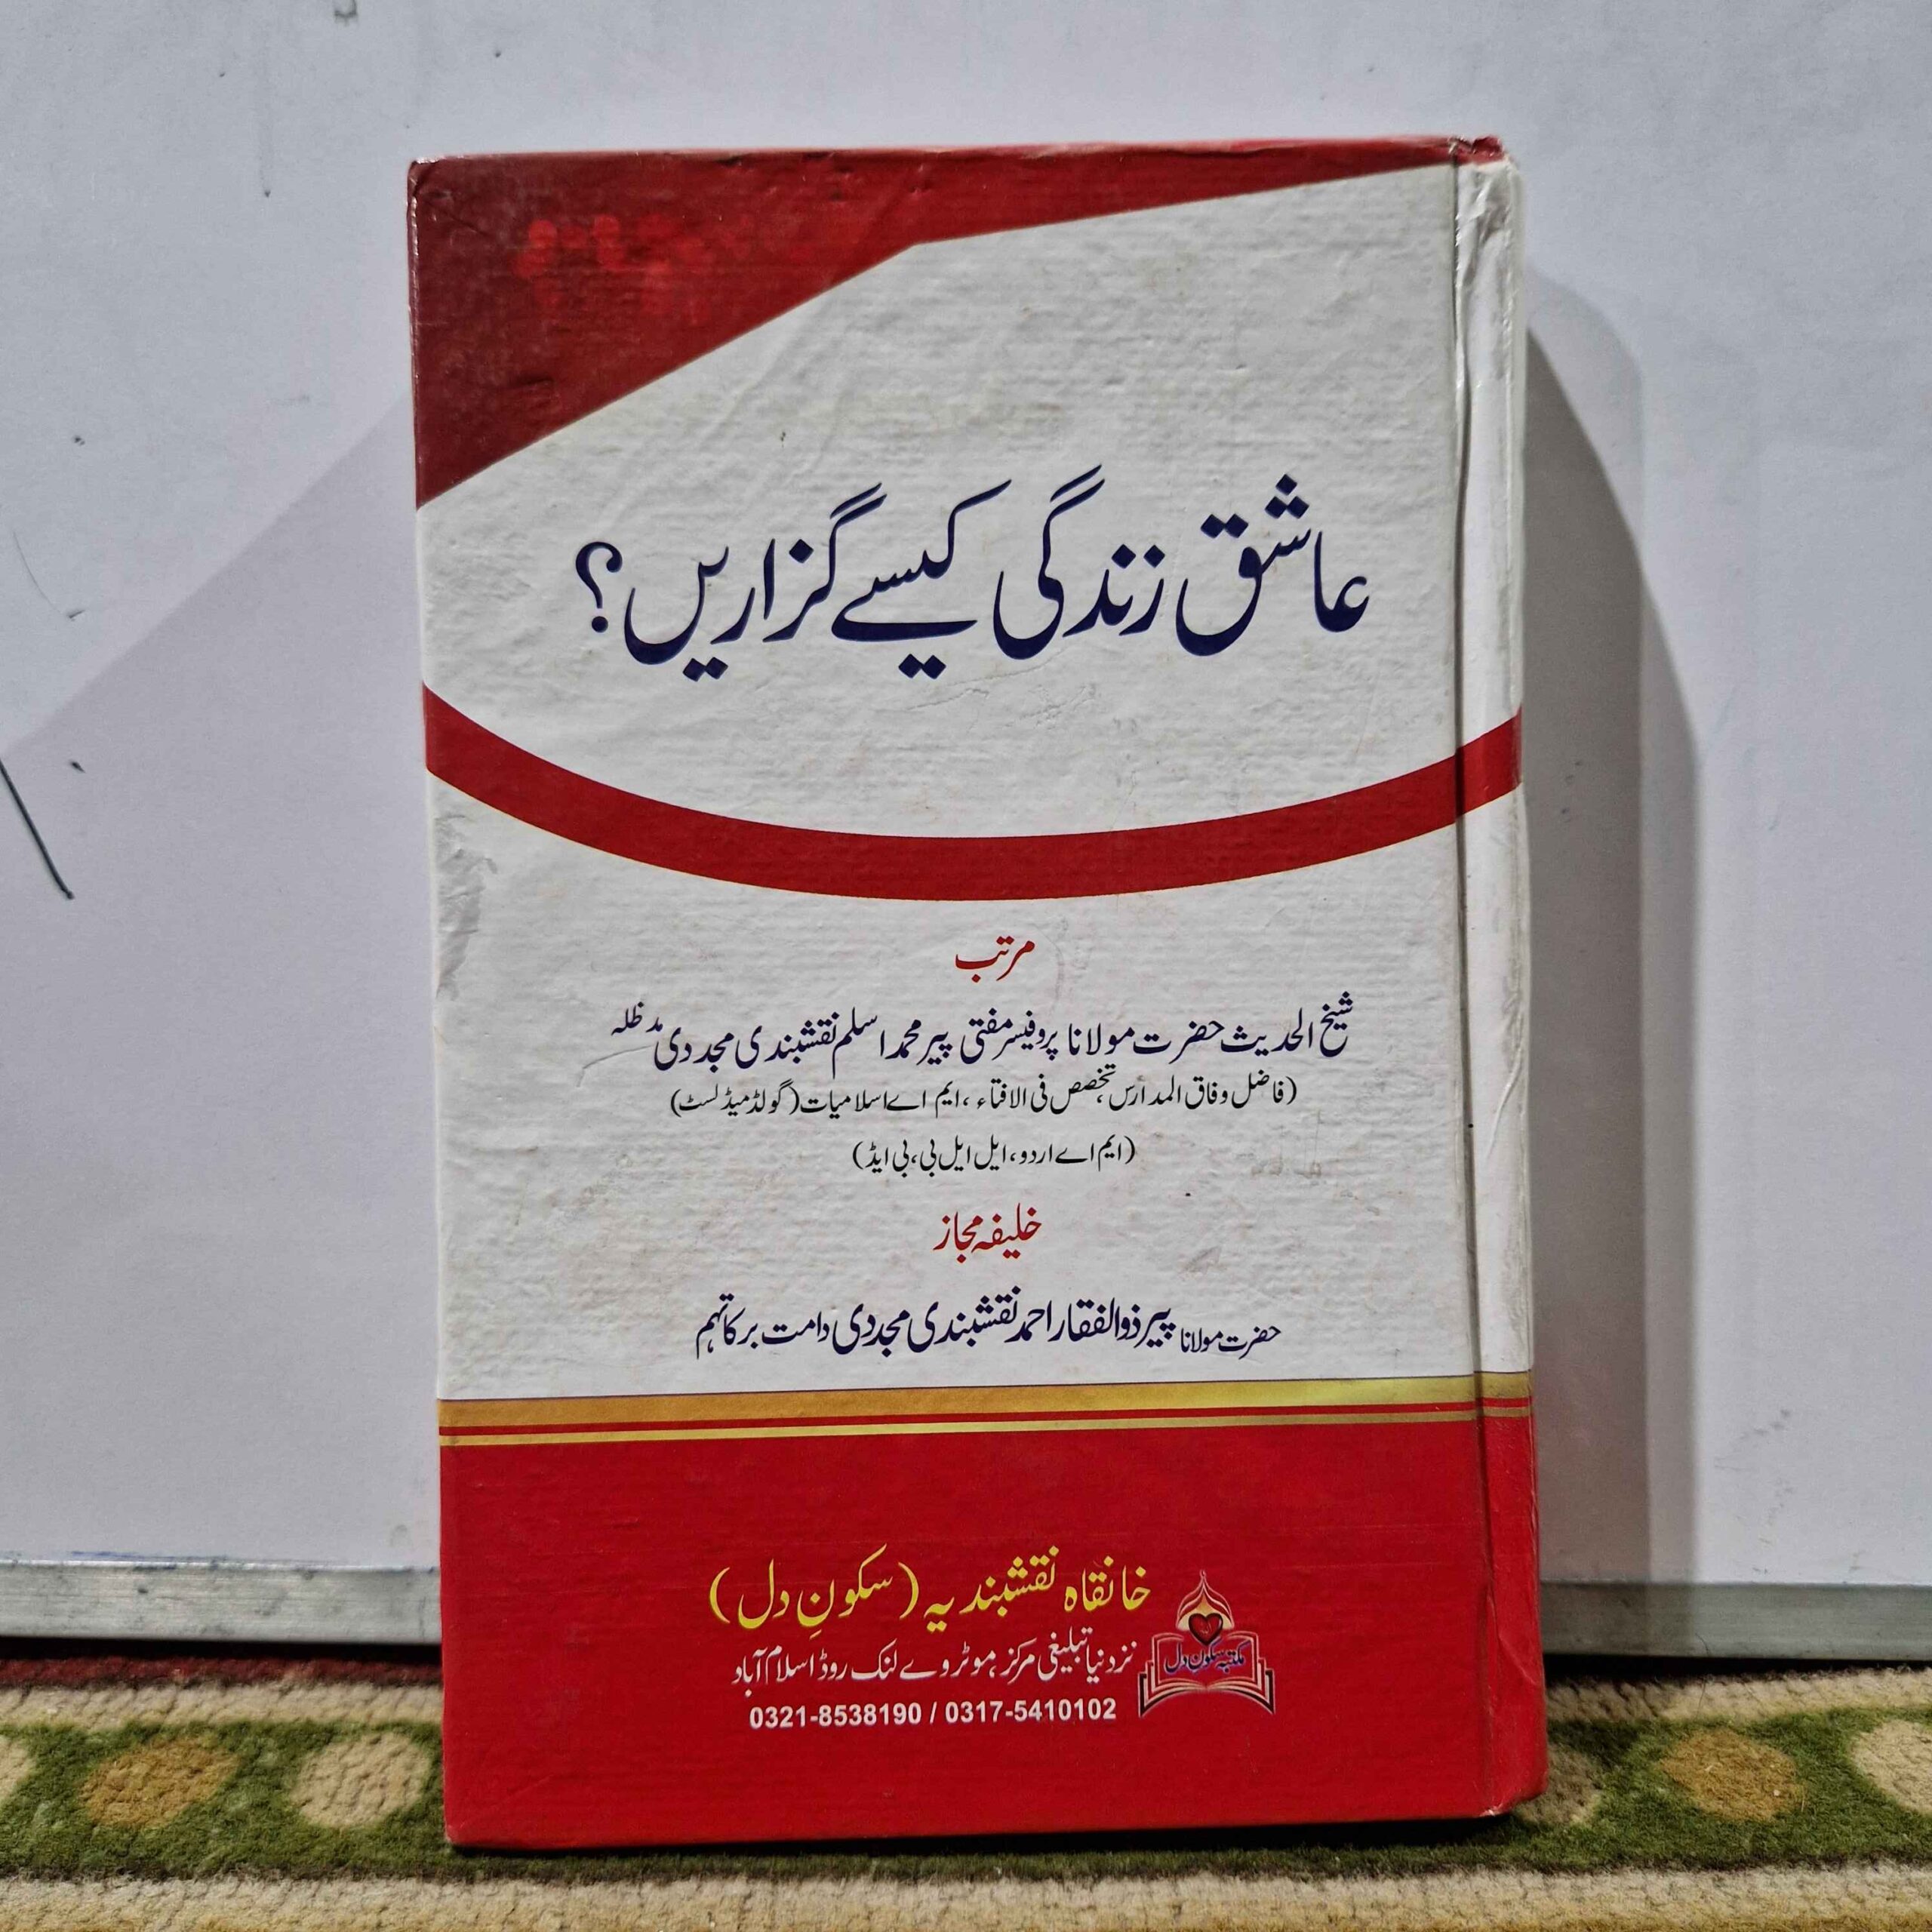 عاشق زندگی کیسے گزاریں؟
مرتب
شیخ الحدیث حضرت مولانا پروفیسر مفتی پیر محمد اسلم نقشبندی مجددی مدظلہ
(فاضل وفاق المدارس، تخصص فی الافتاء، ایم اے اسلامیات (گولڈ میڈلسٹ)
(ایم اے اردو، ایل ایل بی، بی ایڈ)
خلیفہ مجاز
حضرت مولانا پیر ذوالفقار احمد نقشبندی مجددی دامت برکاتہم
خانقاہ نقشبندیہ (سکونِ دل)
نزد نیا تبلیغی مرکز، موٹروے لنک روڈ اسلام آباد
0321-8538190 / 0317-5410102
مکتبہ سکون دل